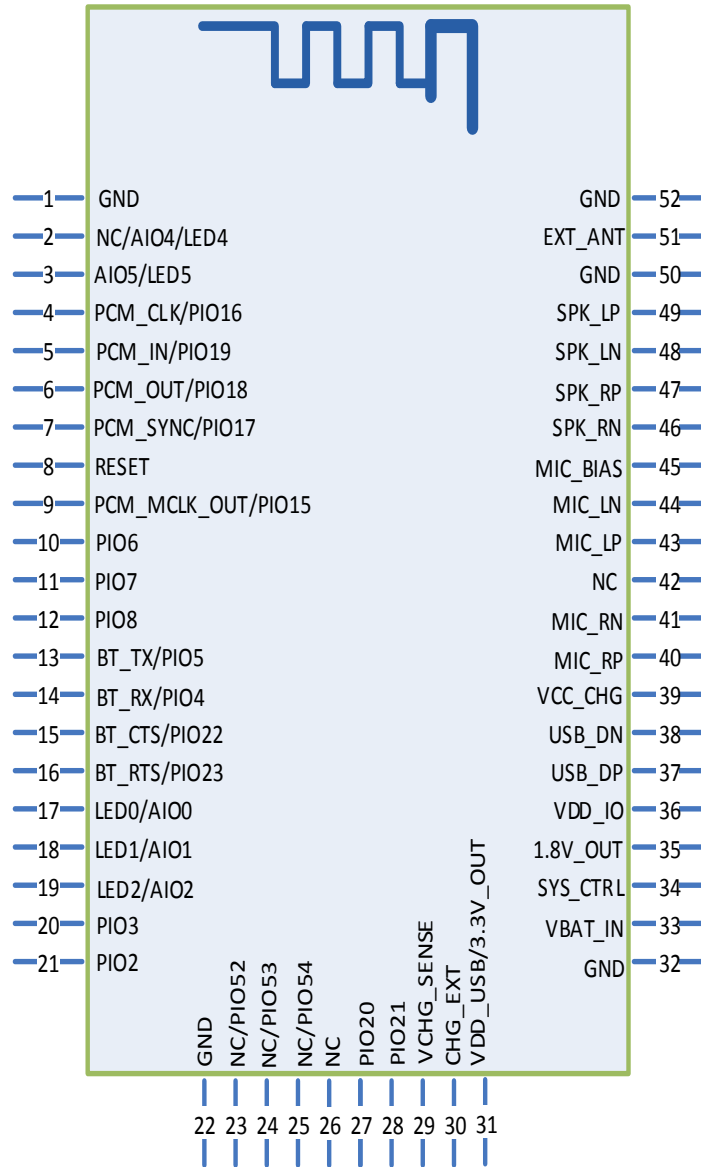 1 GND
2 NC/AIO4/LED4
3 AIO5/LED5
4 PCM_CLK/PIO16
5 PCM_IN/PIO19
6 PCM_OUT/PIO18
7 PCM_SYNC/PIO17
8 RESET
9 PCM_MCLK_OUT/PIO15
10 PIO6
11 PIO7
12 PIO8
13 BT_TX/PIO5
14 BT_RX/PIO4
15 BT_CTS/PIO22
16 BT_RTS/PIO23
17 LED0/AIO0
18 LED1/AIO1
19 LED2/AIO2
20 PIO3
21 PIO2
GND 22
NC/PIO52 23
NC/PIO53 24
NC/PIO54 25
NC 26
PIO20 27
PIO21 28
VCHG_SENSE 29
CHG_EXT 30
VDD_USB/3.3V_OUT 31
GND 52
EXT_ANT 51
GND 50
SPK_LP 49
SPK_LN 48
SPK_RP 47
SPK_RN 46
MIC_BIAS 45
MIC_LN 44
MIC_LP 43
NC 42
MIC_RN 41
MIC_RP 40
VCC_CHG 39
USB_DN 38
USB_DP 37
VDD_IO 36
1.8V_OUT 35
SYS_CTRL 34
VBAT_IN 33
GND 32